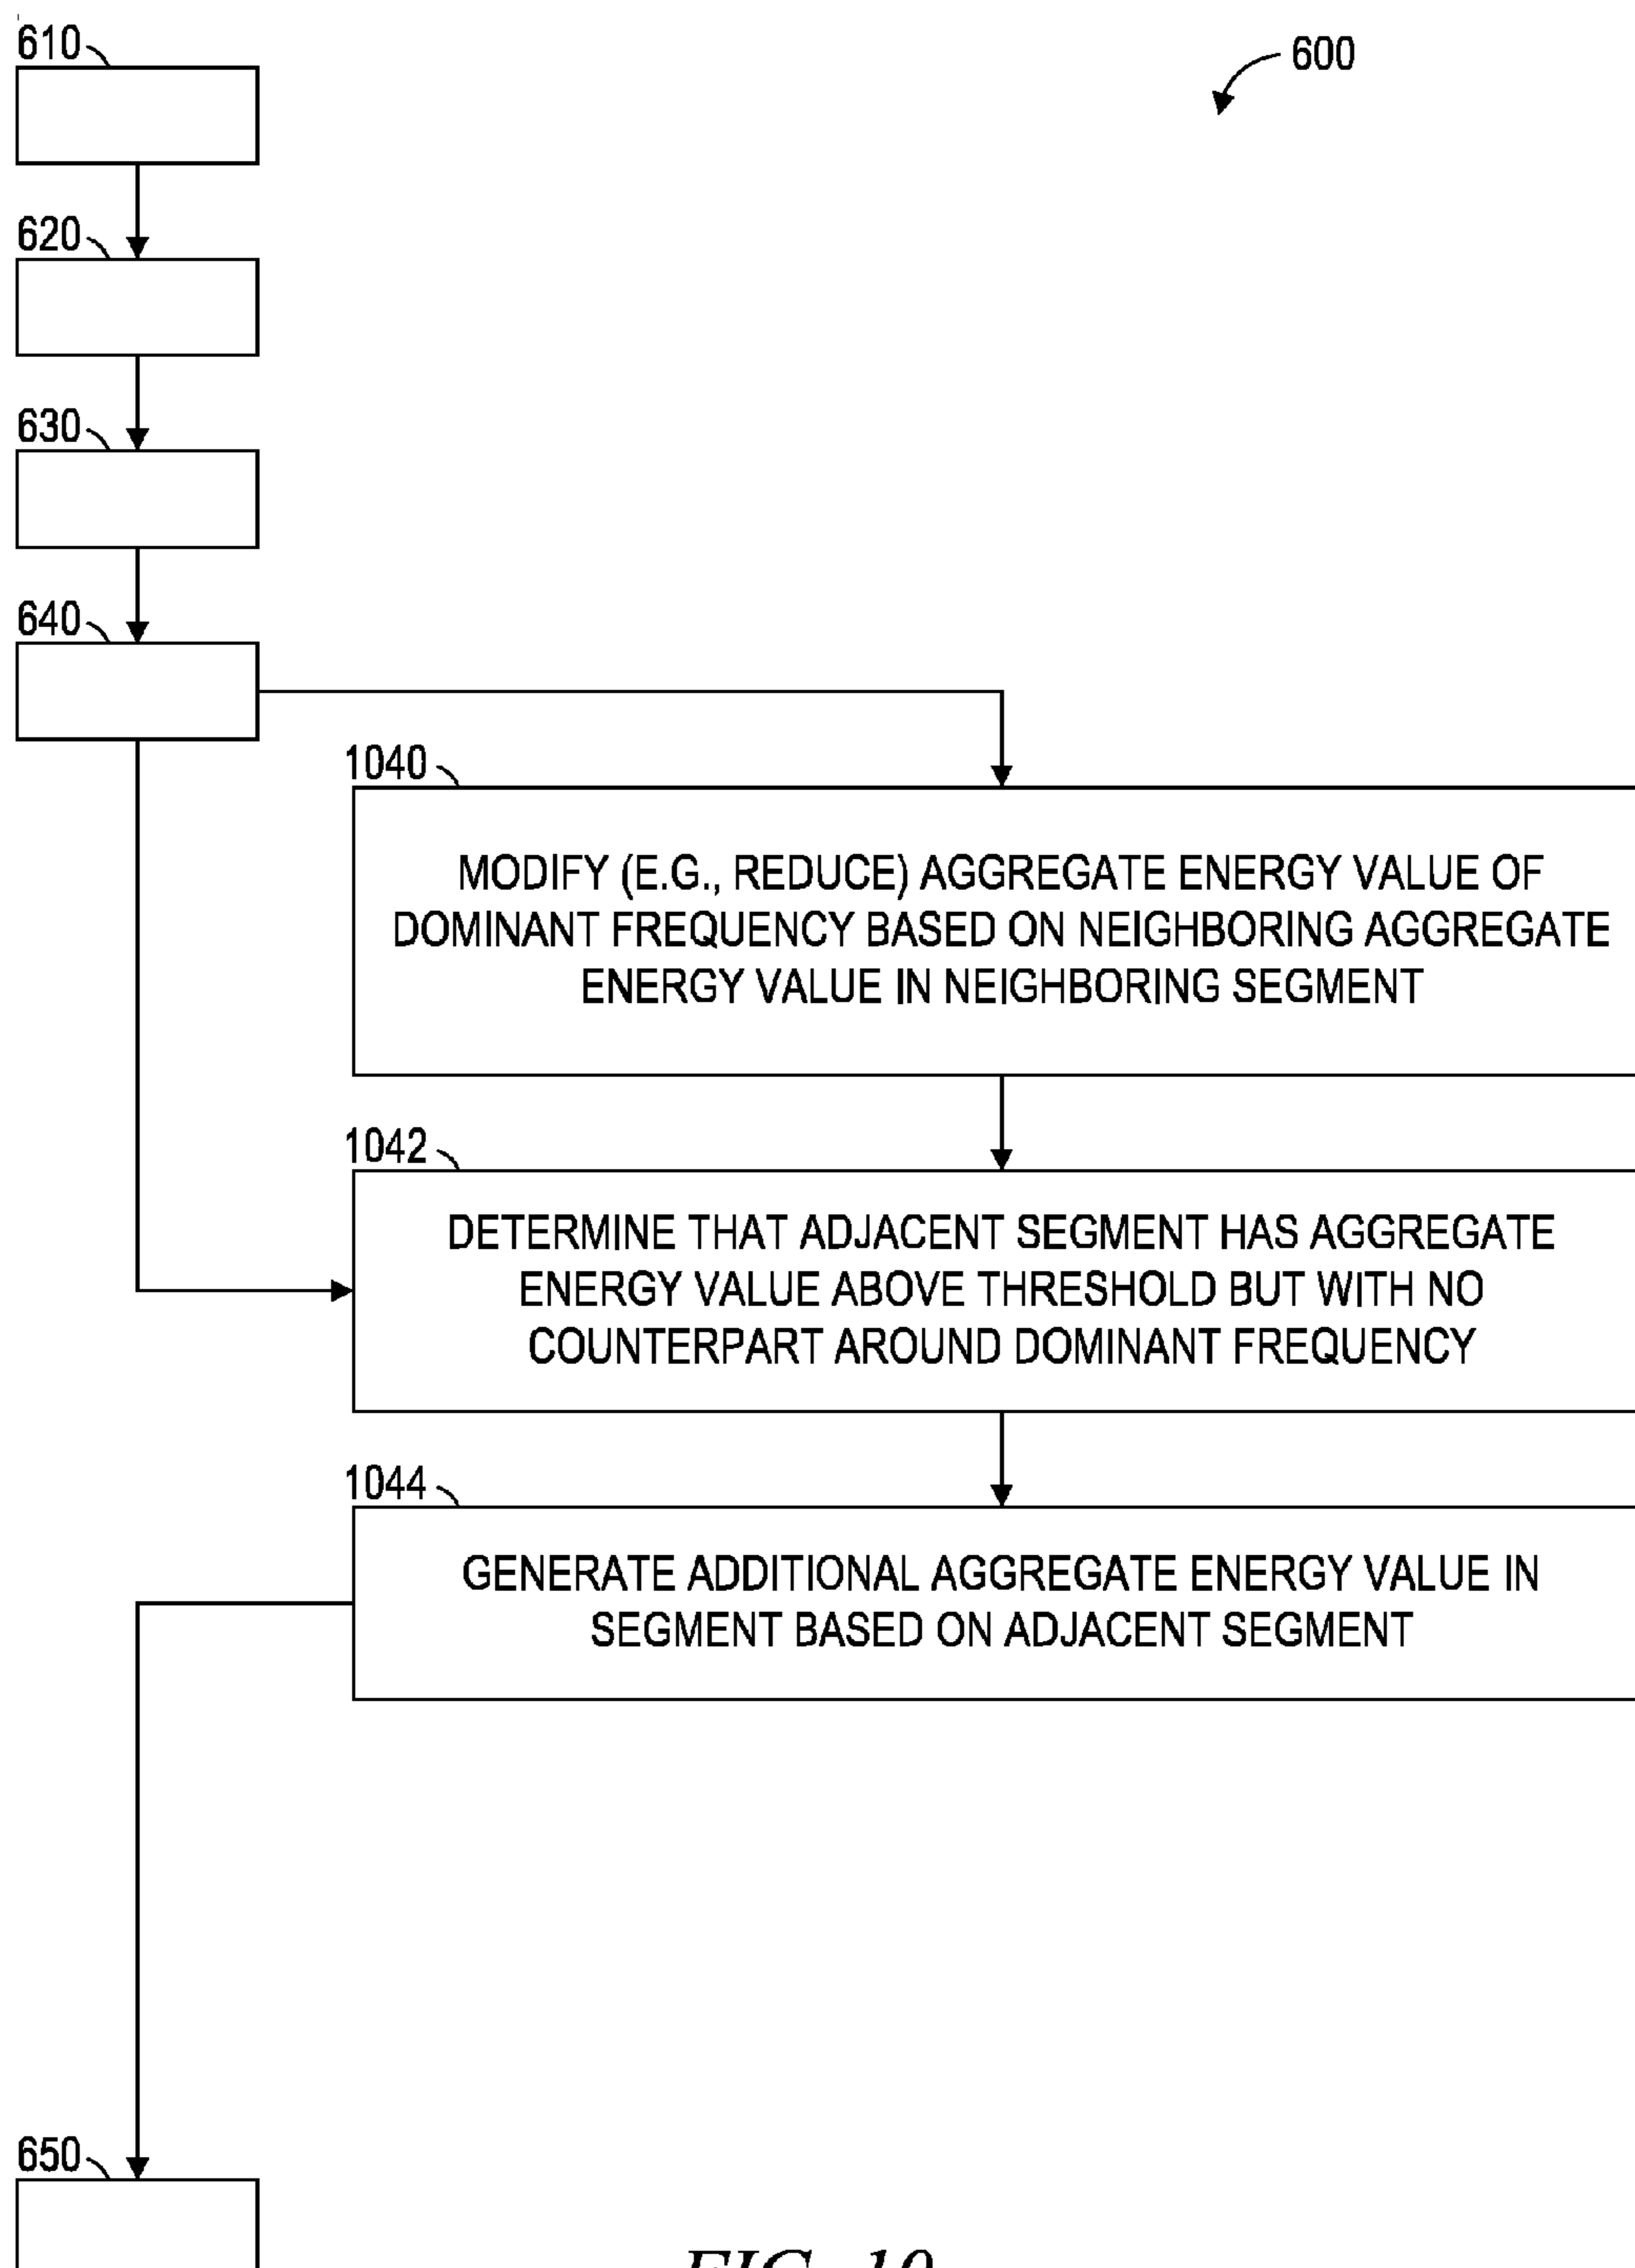 610
600
620
630
640
1040
MODIFY (E.G., REDUCE) AGGREGATE ENERGY VALUE OF
DOMINANT FREQUENCY BASED ON NEIGHBORING AGGREGATE
ENERGY VALUE IN NEIGHBORING SEGMENT
1042
DETERMINE THAT ADJACENT SEGMENT HAS AGGREGATE
ENERGY VALUE ABOVE THRESHOLD BUT WITH NO
COUNTERPART AROUND DOMINANT FREQUENCY
1044
GENERATE ADDITIONAL AGGREGATE ENERGY VALUE IN
SEGMENT BASED ON ADJACENT SEGMENT
650
FIG. 10